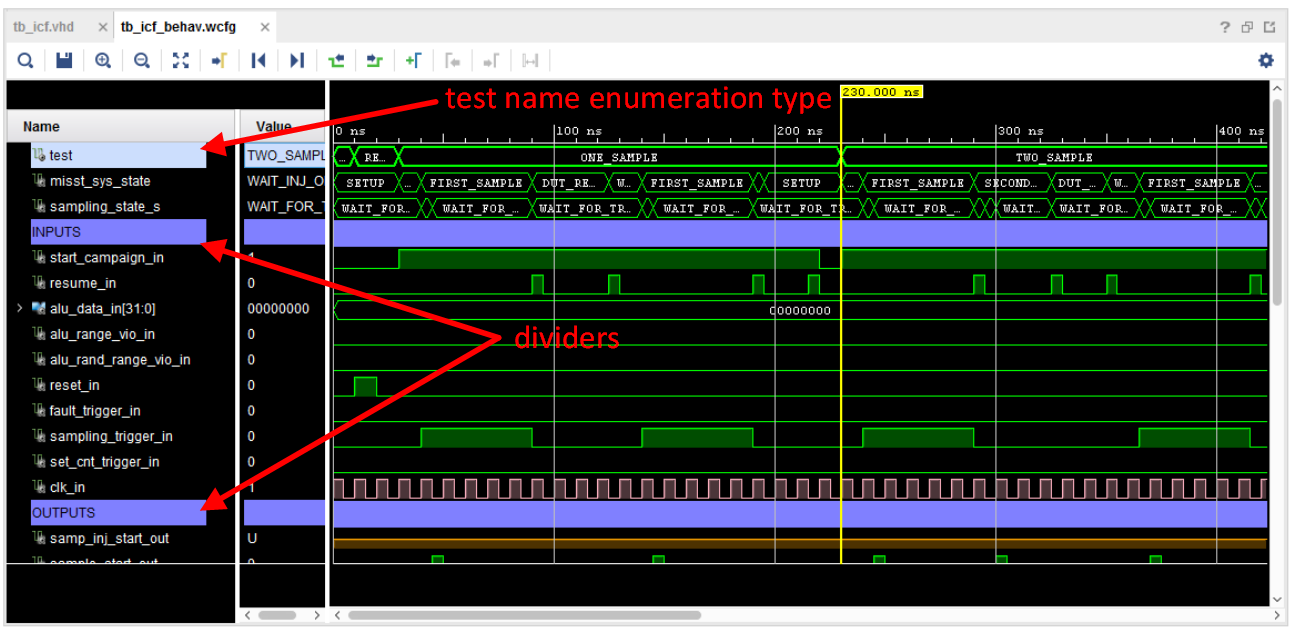 tb_icf.vhd × tb_icf_behav.wcfg ×
test name enumeration type 230.000 ns
Name Value 0 ns 100 ns 200 ns 300 ns 400 ns
test TWO_SAMPL ... RE... ONE_SAMPLE TWO_SAMPLE
misst_sys_state WAIT_INJ_O SETUP ... FIRST_SAMPLE DUT_RE... W... FIRST_SAMPLE SETUP ... FIRST_SAMPLE SECOND... DUT_... W... FIRST_SAMPLE ...
sampling_state_s WAIT_FOR_T WAIT_FOR... WAIT_FOR_... WAIT_FOR_TR... WAIT_FOR_... WAIT_FOR_TR... WAIT_FOR_... WAIT... WAIT_FOR... WAIT_FOR_...
INPUTS
start_campaign_in 1
resume_in 0
> alu_data_in[31:0] 00000000 00000000
alu_range_vio_in 0
dividers
alu_rand_range_vio_in 0
reset_in 0
fault_trigger_in 0
sampling_trigger_in 0
set_cnt_trigger_in 0
clk_in 1
OUTPUTS
samp_inj_start_out U
sample_start_out 0